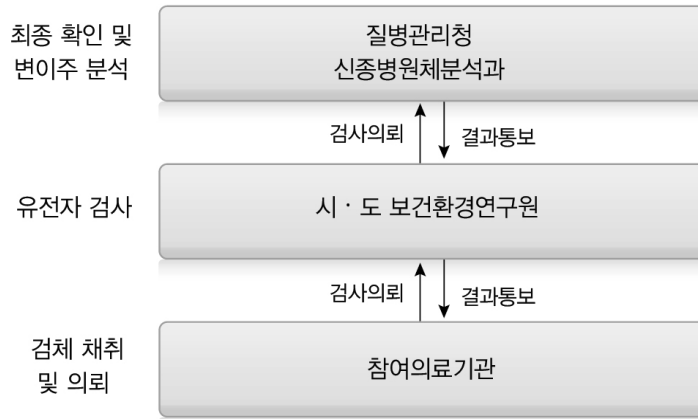 최종 확인 및
변이주 분석
질병관리청
신종병원체분석과
검사의뢰
결과통보
유전자 검사
시 · 도 보건환경연구원
검사의뢰
결과통보
검체 채취
및 의뢰
참여의료기관